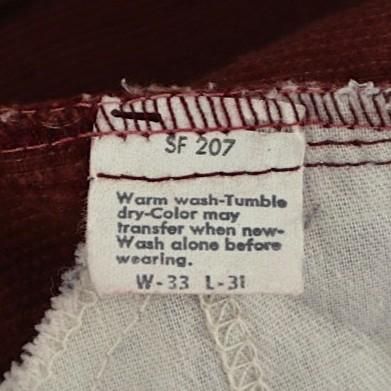 SF 207
Warm wash-Tumble
dry-Color may
transfer when new-
Wash alone before
wearing.
W-33 L-31